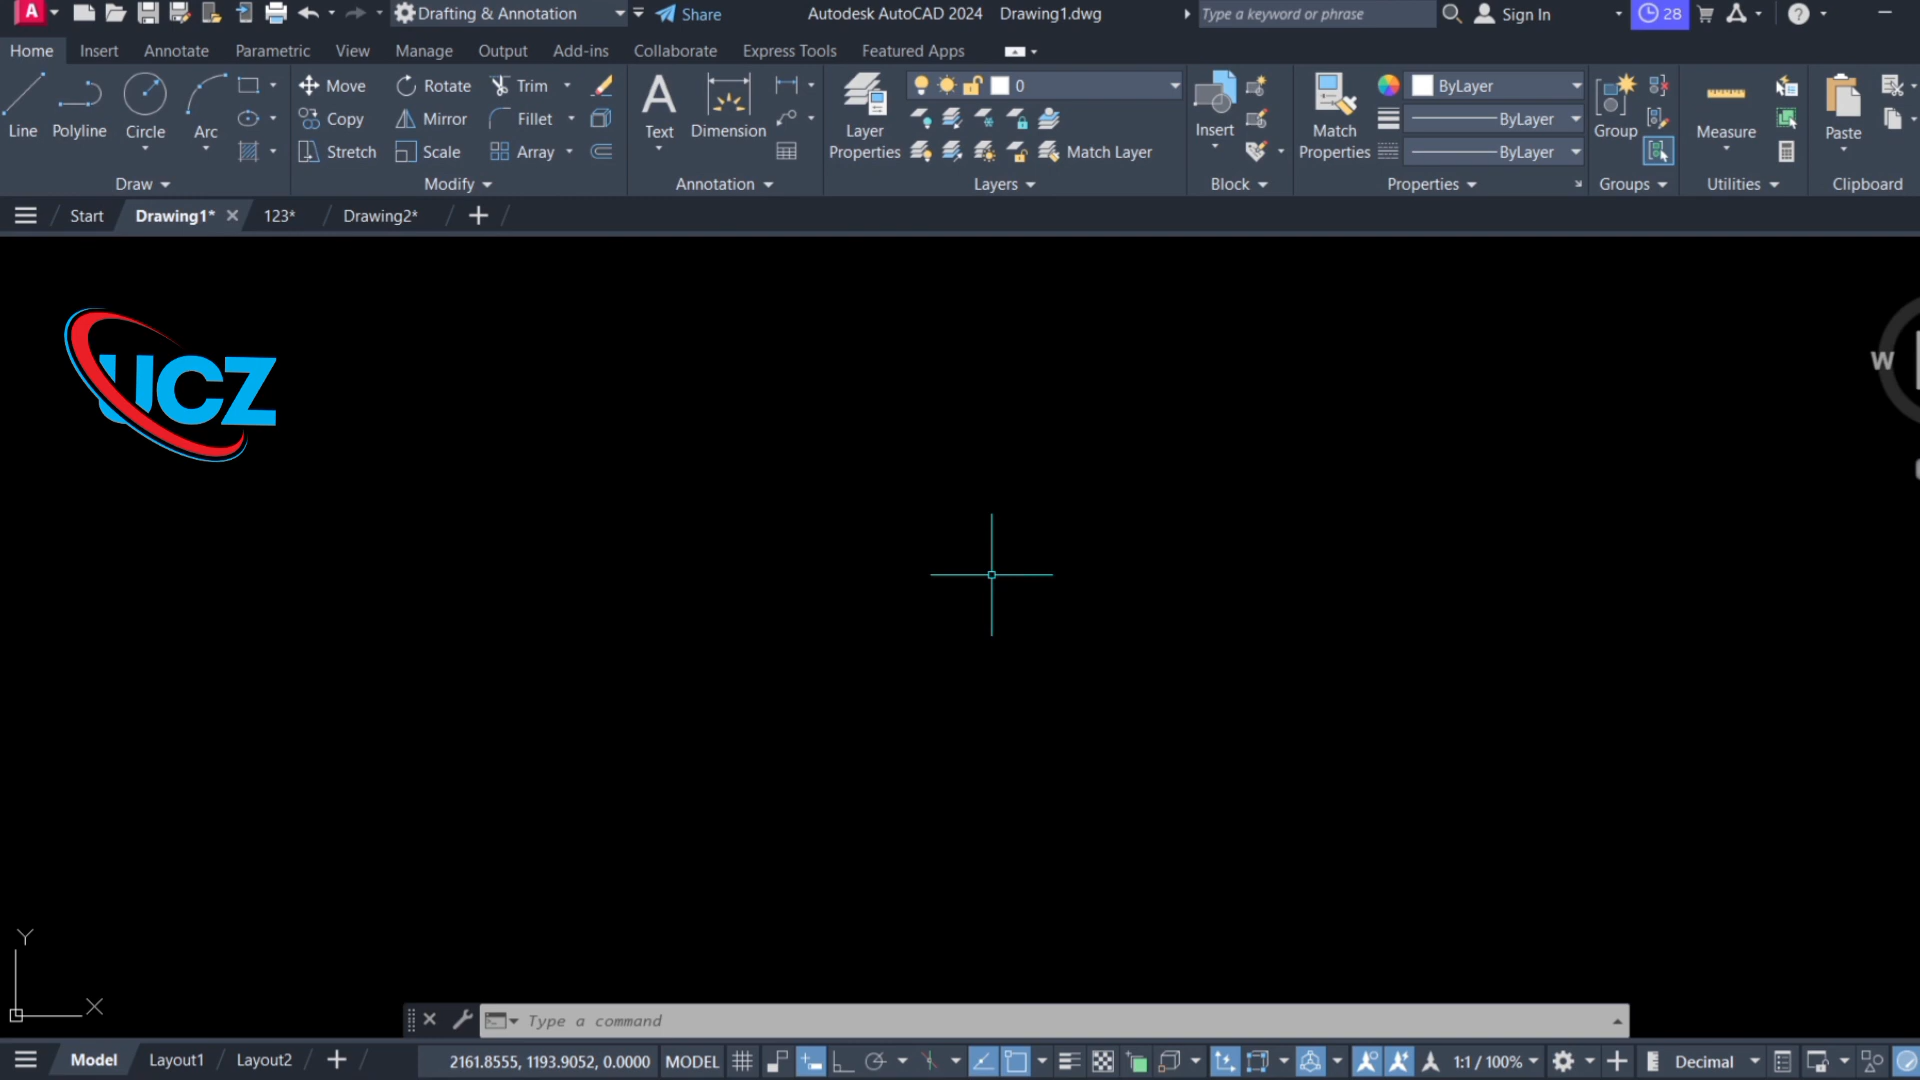 A Drafting & Annotation Share Autodesk AutoCAD 2024 Drawing1.dwg Type a keyword or phrase Sign In 28 ?
Home Insert Annotate Parametric View Manage Output Add-ins Collaborate Express Tools Featured Apps
Move Rotate Trim 0 ByLayer
Copy Mirror Fillet ByLayer
Line Polyline Circle Arc Text Dimension Layer Insert Match Group Measure Paste
Stretch Scale Array Properties Match Layer Properties ByLayer
Draw Modify Annotation Layers Block Properties Groups Utilities Clipboard
Start Drawing1* 123* Drawing2*
W
UCZ
Y
X
Type a command
Model Layout1 Layout2 2161.8555, 1193.9052, 0.0000 MODEL 1:1 / 100% Decimal